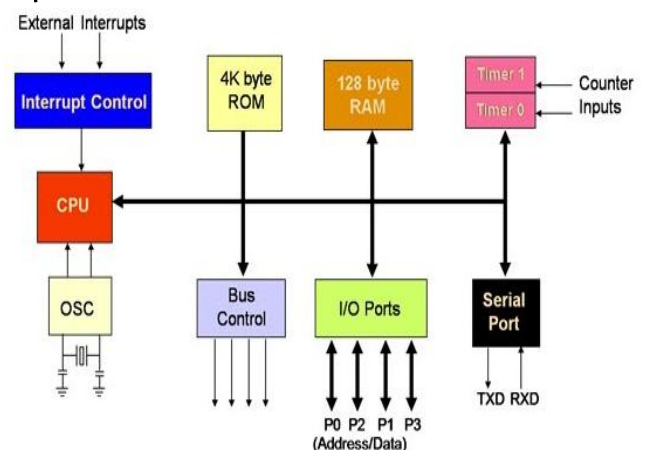 External Interrupts
Interrupt Control
4K byte
ROM
128 byte
RAM
Timer 1
Timer 0
Counter
Inputs
CPU
OSC
Bus
Control
I/O Ports
Serial
Port
TXD RXD
P0 P2 P1 P3
(Address/Data)